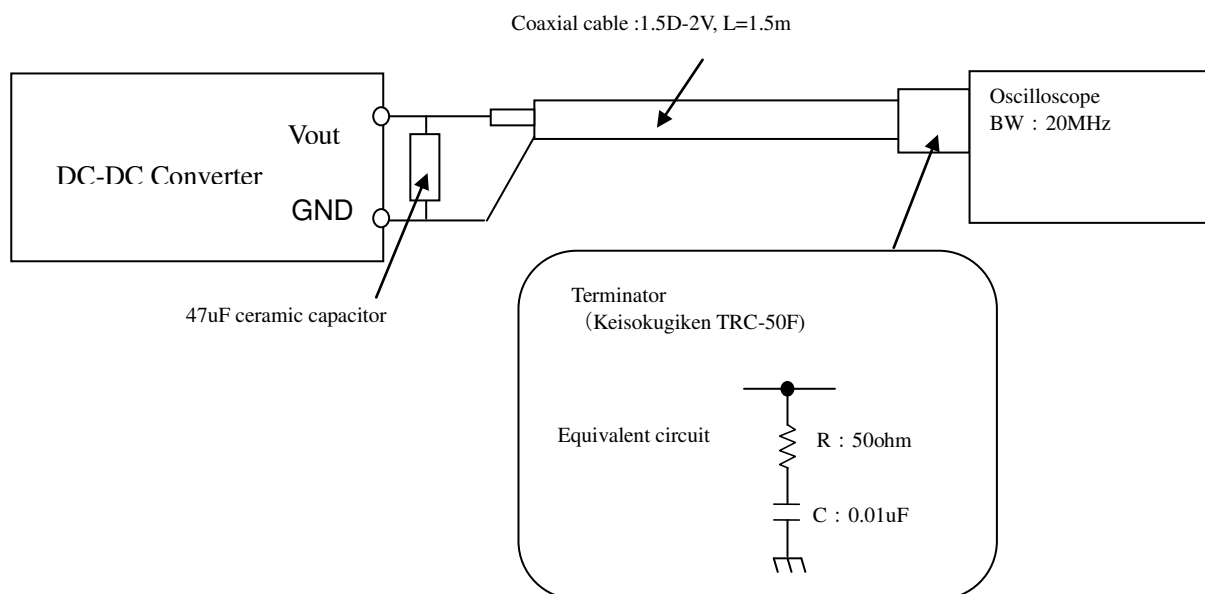 Coaxial cable :1.5D-2V, L=1.5m
Oscilloscope
BW：20MHz
Vout
DC-DC Converter
GND
47uF ceramic capacitor
Terminator
（Keisokugiken TRC-50F)
Equivalent circuit
R：50ohm
C：0.01uF